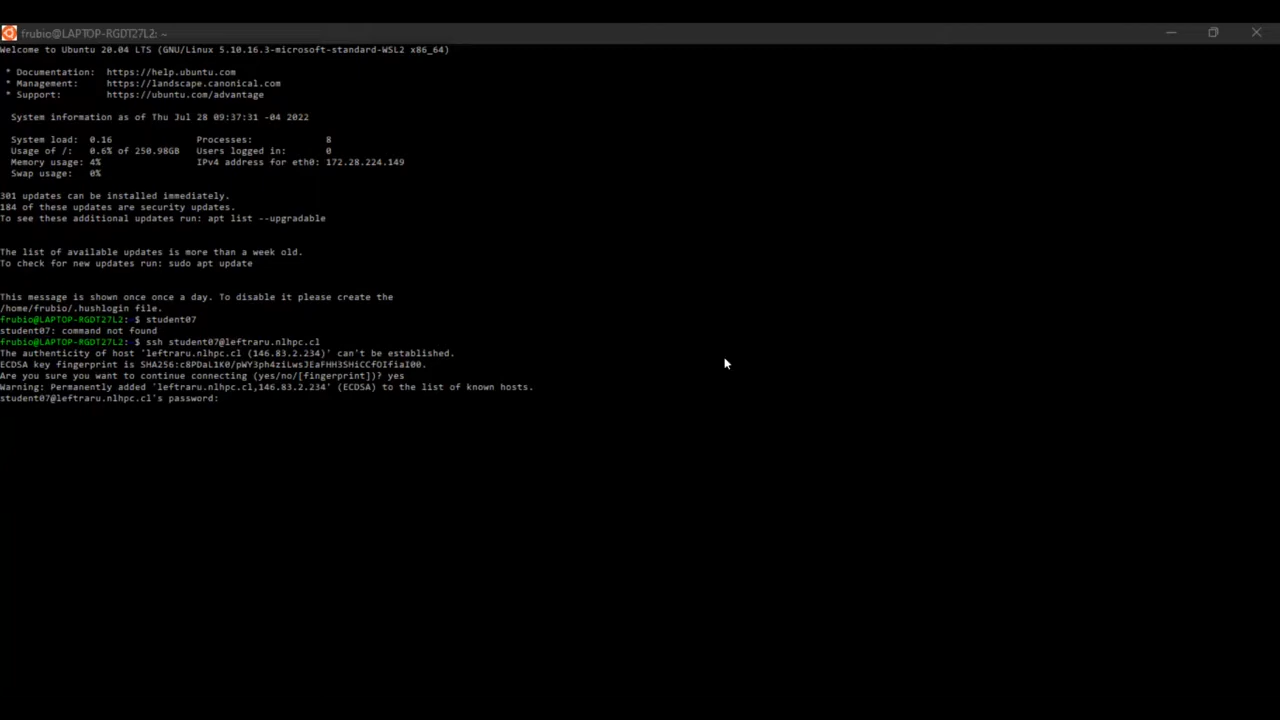 frubio@LAPTOP-RGDT27L2: ~
Welcome to Ubuntu 20.04 LTS (GNU/Linux 5.10.16.3-microsoft-standard-WSL2 x86_64)
* Documentation: https://help.ubuntu.com
* Management: https://landscape.canonical.com
* Support: https://ubuntu.com/advantage
System information as of Thu Jul 28 09:37:31 -04 2022
System load: 0.16 Processes: 8
Usage of /: 0.6% of 250.98GB Users logged in: 0
Memory usage: 4% IPv4 address for eth0: 172.28.224.149
Swap usage: 0%
301 updates can be installed immediately.
184 of these updates are security updates.
To see these additional updates run: apt list --upgradable
The list of available updates is more than a week old.
To check for new updates run: sudo apt update
This message is shown once once a day. To disable it please create the
/home/frubio/.hushlogin file.
frubio@LAPTOP-RGDT27L2:~$ student07
student07: command not found
frubio@LAPTOP-RGDT27L2:~$ ssh student07@leftraru.nlhpc.cl
The authenticity of host 'leftraru.nlhpc.cl (146.83.2.234)' can't be established.
ECDSA key fingerprint is SHA256:c8PDaL1K0/pWY3ph4ziLwsJEaFHH3SHiCCfOIfiaI00.
Are you sure you want to continue connecting (yes/no/[fingerprint])? yes
Warning: Permanently added 'leftraru.nlhpc.cl,146.83.2.234' (ECDSA) to the list of known hosts.
student07@leftraru.nlhpc.cl's password: